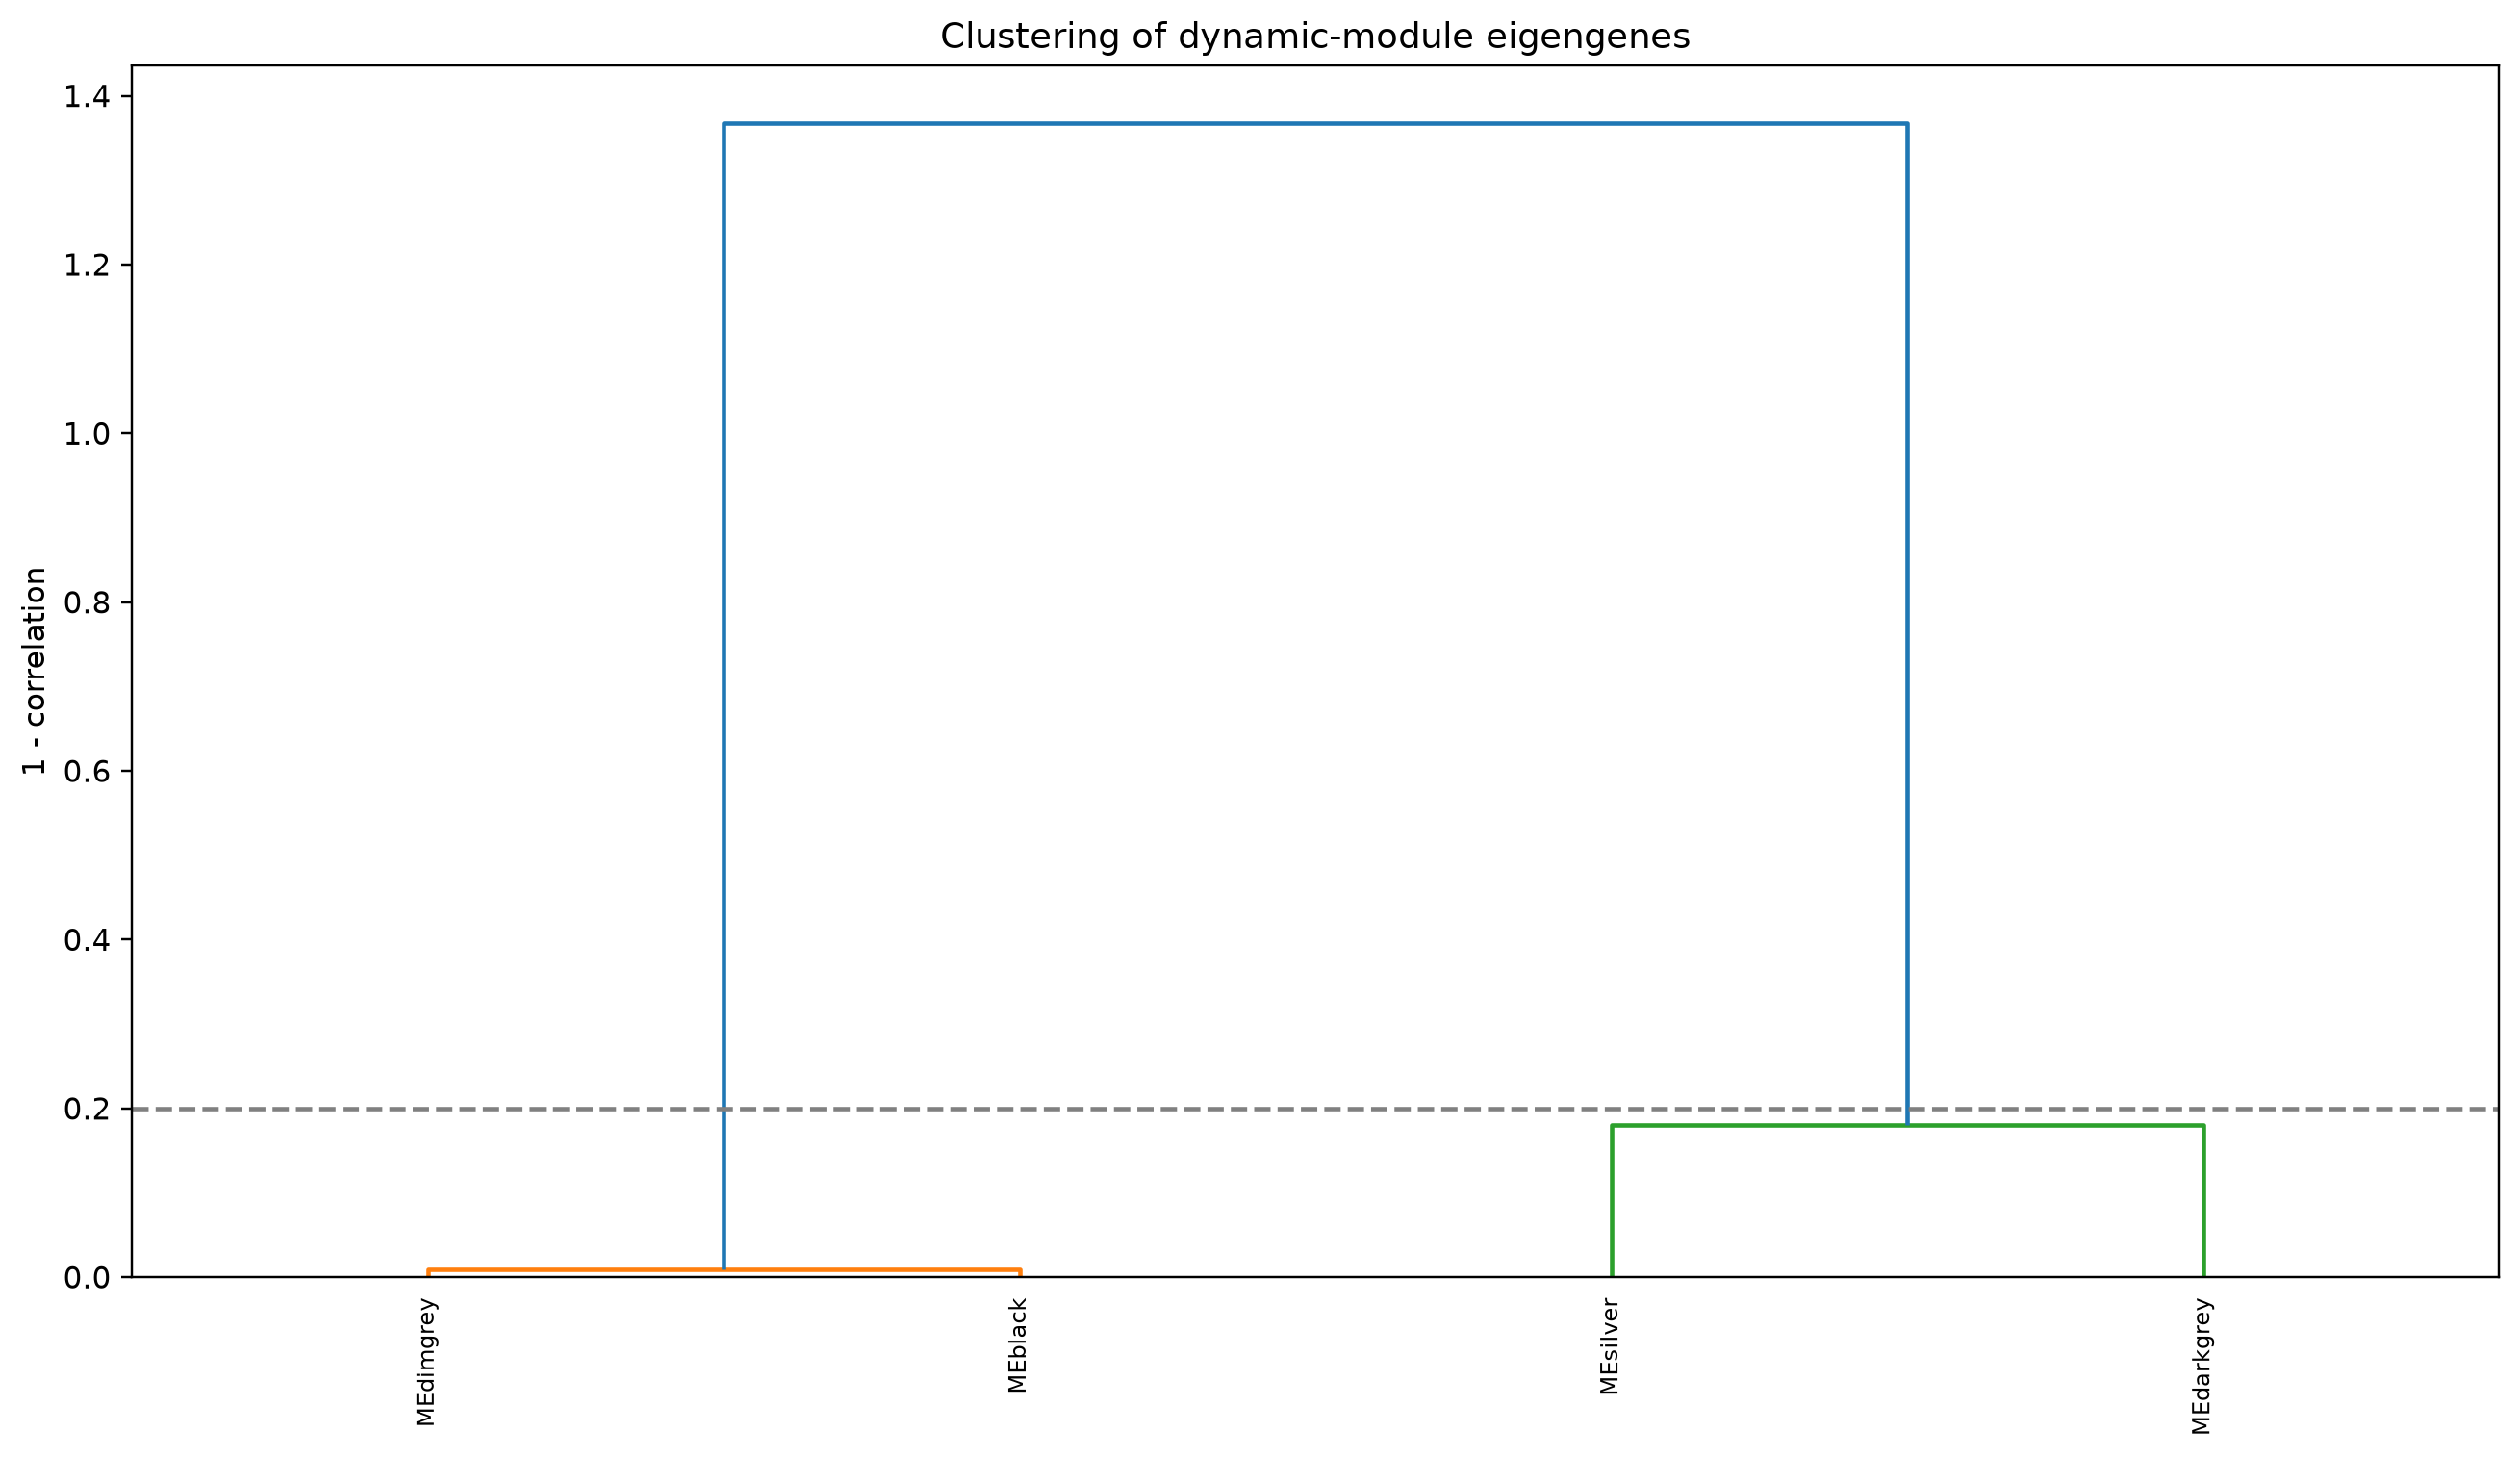 Clustering of dynamic-module eigengenes
1.4
1.2
1.0
0.8
0.6
0.4
0.2
0.0
1 - correlation
MEdimgrey
MEblack
MEsilver
MEdarkgrey